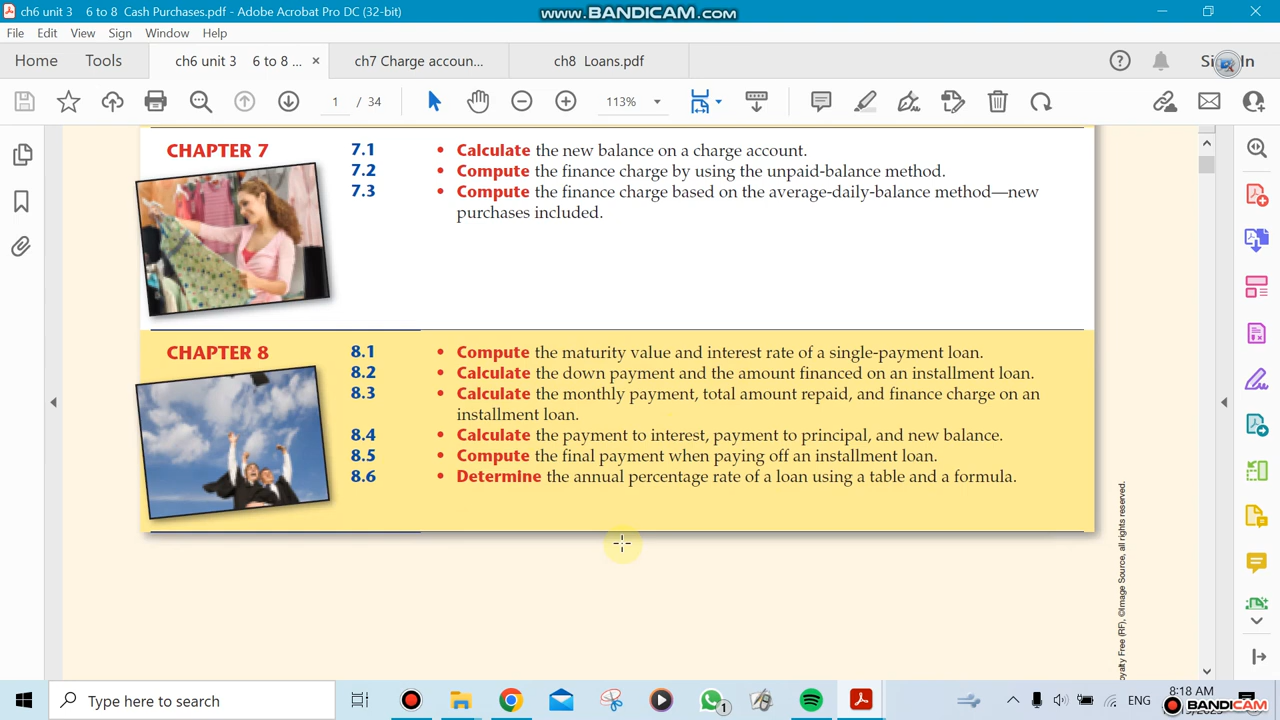 ch6 unit 3 6 to 8 Cash Purchases.pdf - Adobe Acrobat Pro DC (32-bit)
www.BANDICAM.com
File Edit View Sign Window Help
Home Tools ch6 unit 3 6 to 8 ... × ch7 Charge accoun... ch8 Loans.pdf
1 / 34 113%
CHAPTER 7
7.1 • Calculate the new balance on a charge account.
7.2 • Compute the finance charge by using the unpaid-balance method.
7.3 • Compute the finance charge based on the average-daily-balance method—new
purchases included.
CHAPTER 8
8.1 • Compute the maturity value and interest rate of a single-payment loan.
8.2 • Calculate the down payment and the amount financed on an installment loan.
8.3 • Calculate the monthly payment, total amount repaid, and finance charge on an
installment loan.
8.4 • Calculate the payment to interest, payment to principal, and new balance.
8.5 • Compute the final payment when paying off an installment loan.
8.6 • Determine the annual percentage rate of a loan using a table and a formula.
Free (RF), ©Image Source, all rights reserved.
Type here to search
1
ENG
8:18 AM
BANDICAM